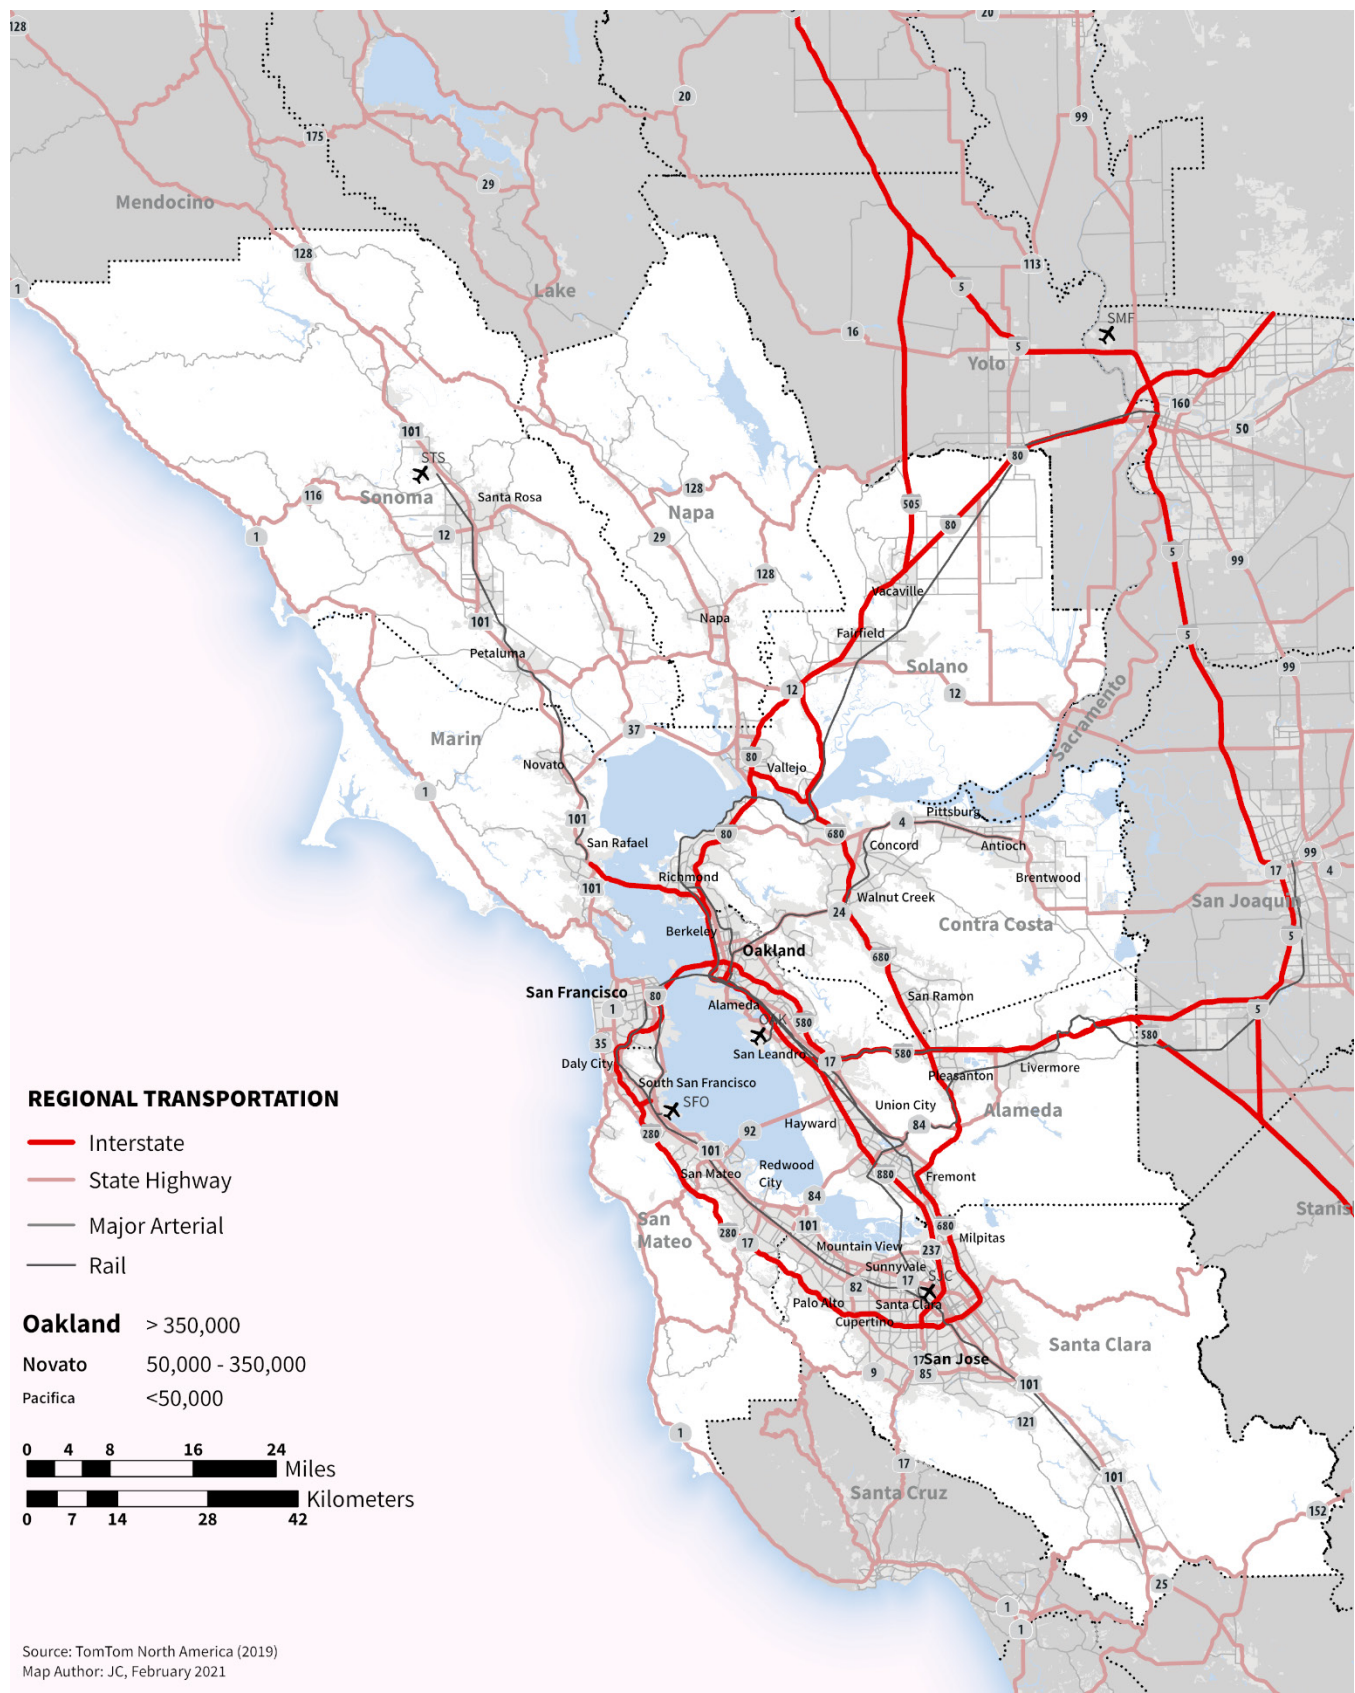 128
20
20
99
175
29
Mendocino
128
113
1
Lake
5
SMF
16
5
Yolo
160
50
101
STS
80
128
116
Sonoma
Santa Rosa
505
Napa
80
1
12
29
5
99
128
Vacaville
Napa
101
Fairfield
5
Petaluma
Solano
99
12
12
Sacramento
37
Marin
80
Novato
Vallejo
1
Pittsburg
101
4
80
680
San Rafael
Concord
Antioch
99
17
4
Richmond
Brentwood
101
Walnut Creek
San Joaquin
24
Contra Costa
Berkeley
5
Oakland
680
San Francisco
80
San Ramon
Alameda
1
5
OAK
580
580
35
San Leandro
580
Daly City
17
Livermore
Pleasanton
South San Francisco
SFO
Union City
Alameda
REGIONAL TRANSPORTATION
Hayward
84
92
280
Interstate
101
Redwood
City
San Mateo
880
Fremont
State Highway
84
Stanis
San
Mateo
Major Arterial
101
680
280
17
Milpitas
Mountain View
237
Rail
Sunnyvale
SJC
17
82
Palo Alto
Santa Clara
Oakland > 350,000
Cupertino
Santa Clara
Novato 50,000 - 350,000
17
San Jose
9
85
101
Pacifica <50,000
121
1
0 4 8 16 24
Miles
17
101
Kilometers
Santa Cruz
0 7 14 28 42
152
25
1
1
Source: TomTom North America (2019)
Map Author: JC, February 2021